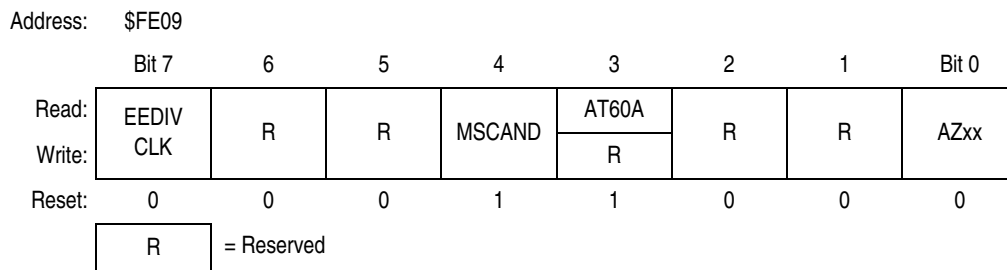 Address: $FE09
Bit 7 6 5 4 3 2 1 Bit 0
Read: EEDIV CLK R R MSCAND AT60A R R AZxx
Write: R
Reset: 0 0 0 1 1 0 0 0
R = Reserved